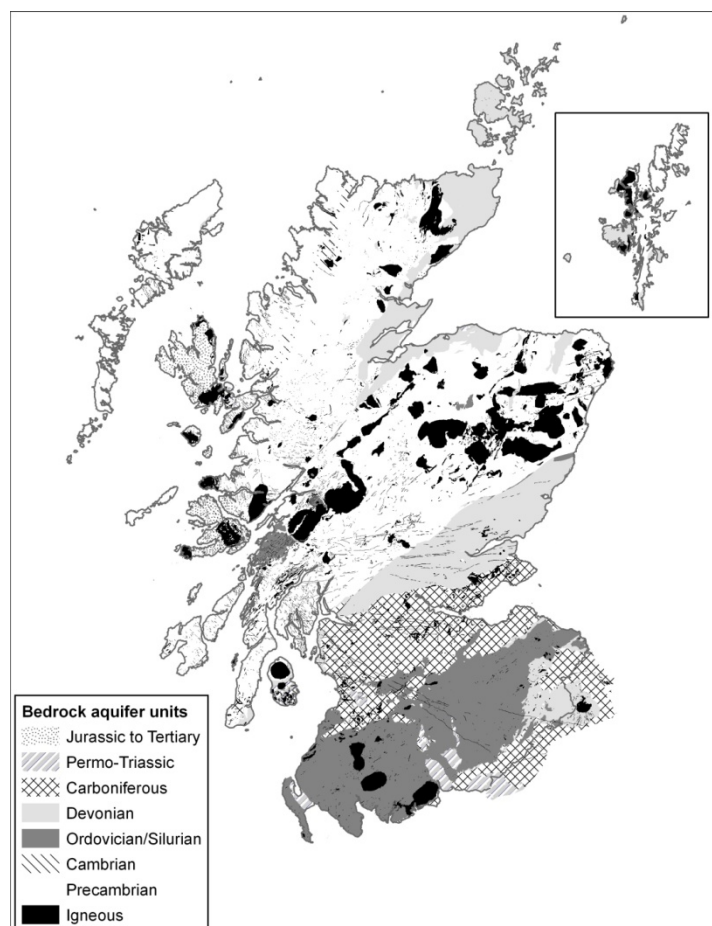 Bedrock aquifer units
Jurassic to Tertiary
Permo-Triassic
Carboniferous
Devonian
Ordovician/Silurian
Cambrian
Precambrian
Igneous